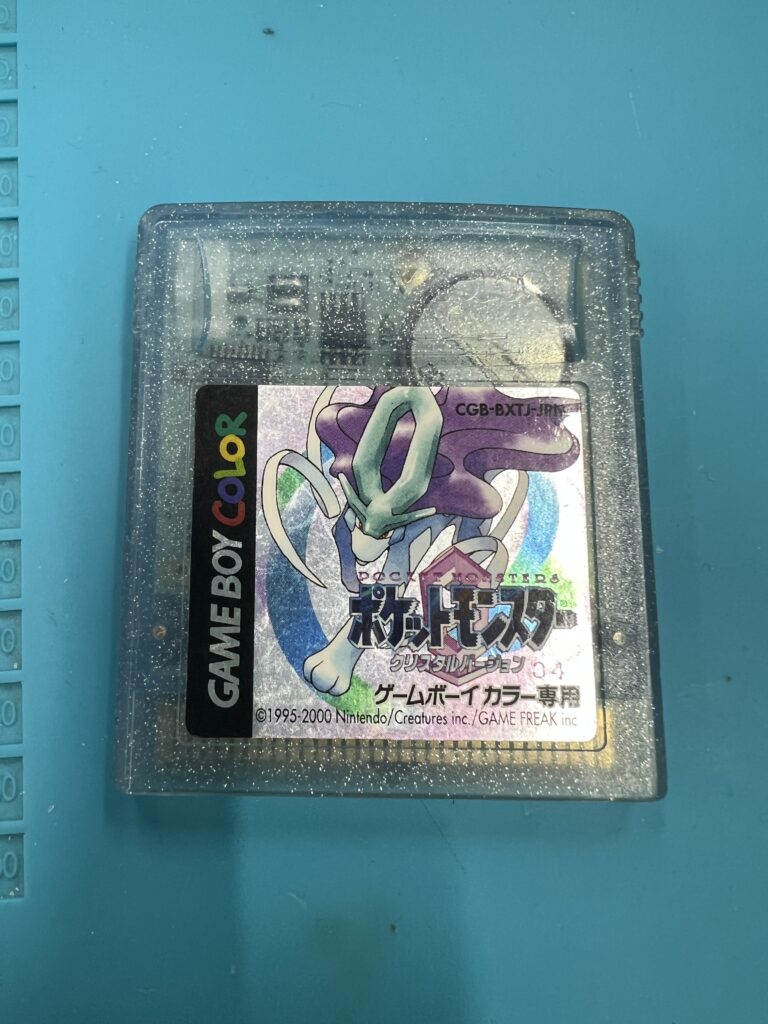 CGB-BXTJ-JPN
GAME BOY COLOR
POCKET MONSTERS
ポケットモンスター
クリスタルバージョン
04
ゲームボーイカラー専用
©1995-2000 Nintendo/Creatures inc./GAME FREAK inc